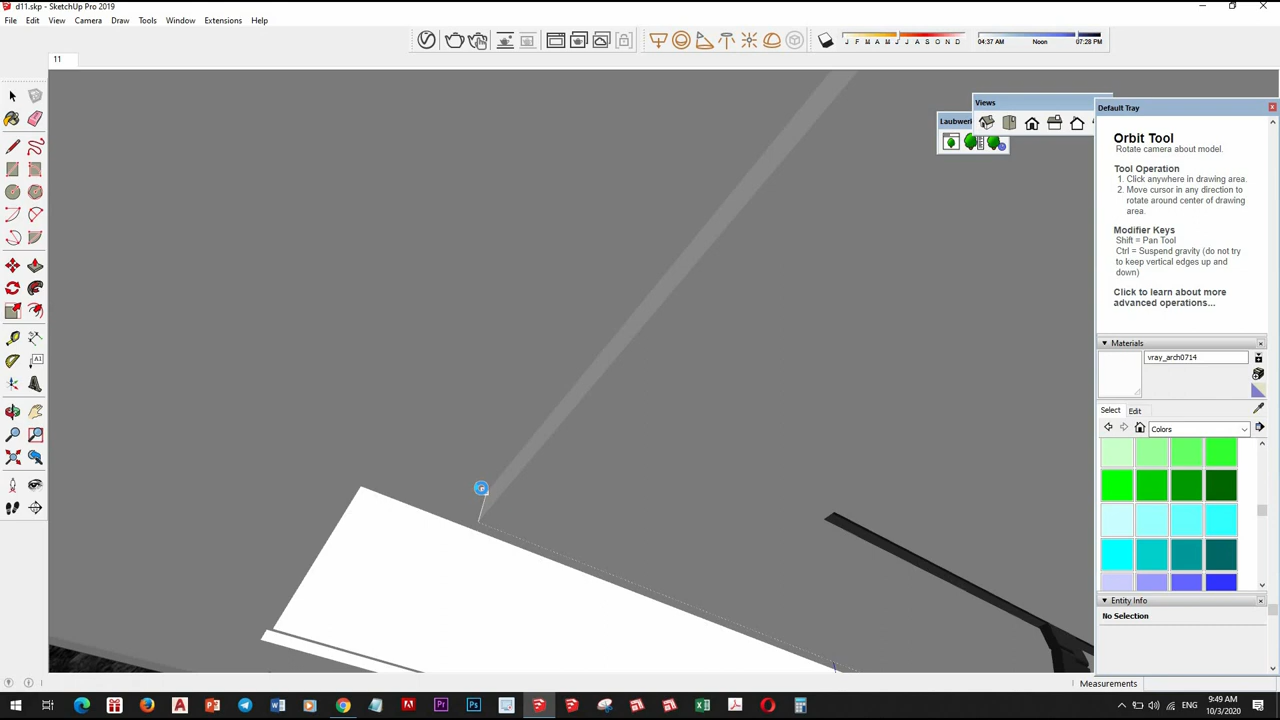 d11.skp - SketchUp Pro 2019
File Edit View Camera Draw Tools Window Extensions Help
J F M A M J J A S O N D
04:37 AM Noon 07:28 PM
11
Views
Laubwerk
Default Tray
Orbit Tool
Rotate camera about model.
Tool Operation
1. Click anywhere in drawing area.
2. Move cursor in any direction to
rotate around center of drawing
area.
Modifier Keys
Shift = Pan Tool
Ctrl = Suspend gravity (do not try
to keep vertical edges up and
down)
Click to learn about more
advanced operations...
Materials
vray_arch0714
Select Edit
Colors
Entity Info
No Selection
Measurements
ENG
9:49 AM
10/3/2020